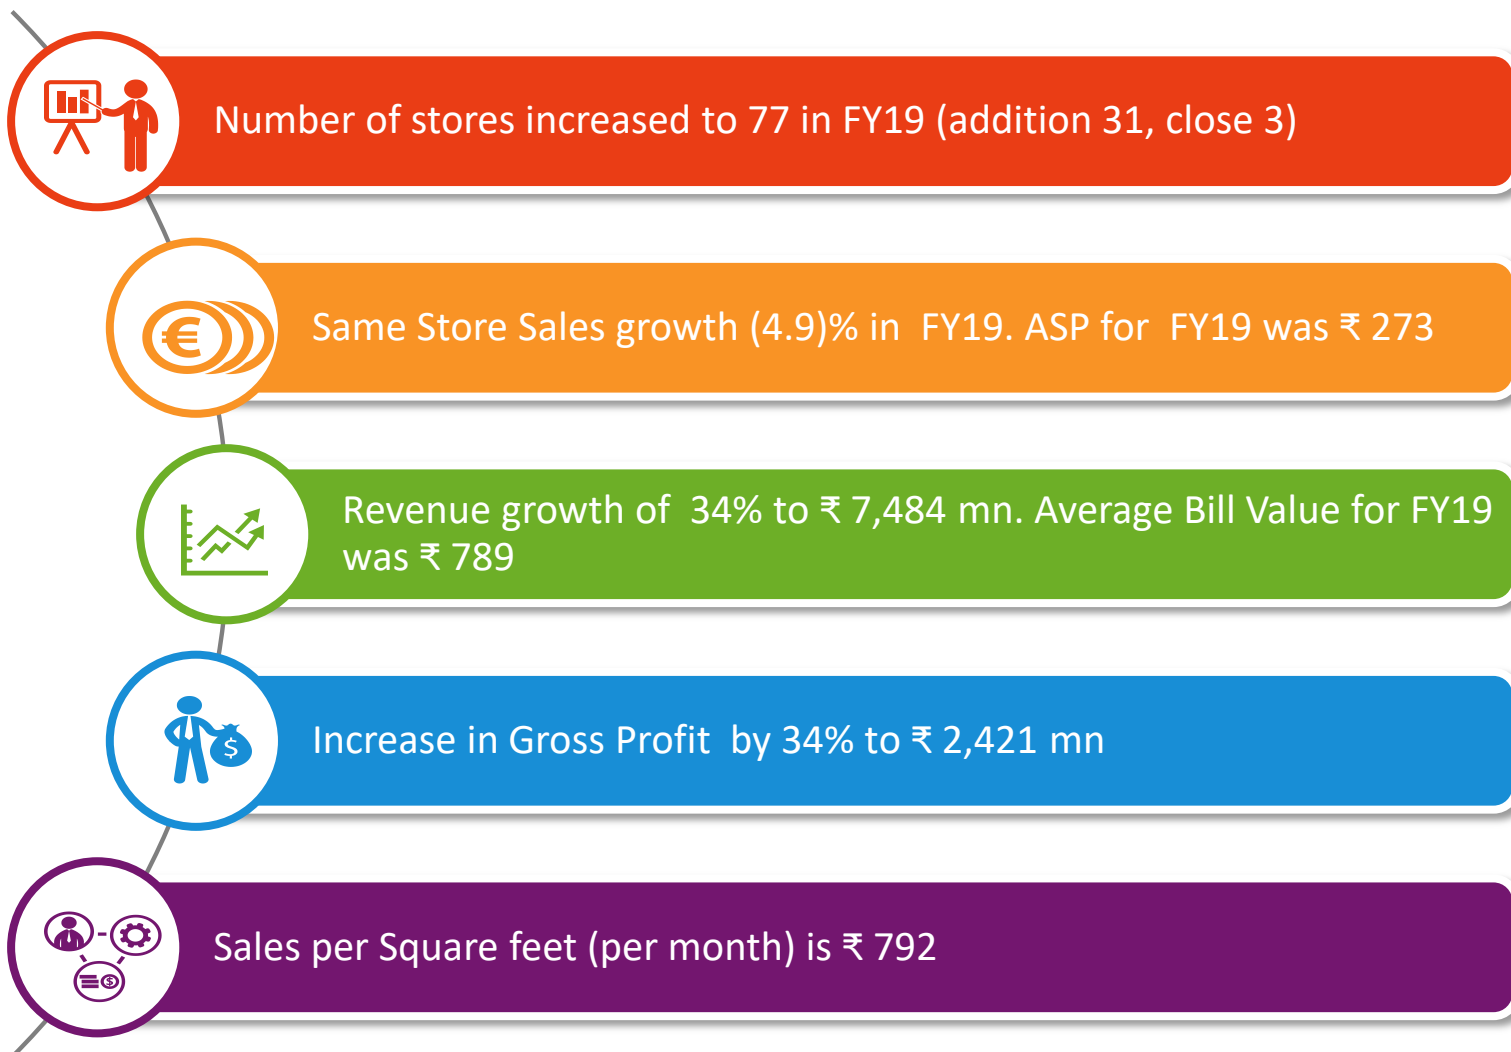 Number of stores increased to 77 in FY19 (addition 31, close 3)
€
Same Store Sales growth (4.9)% in FY19. ASP for FY19 was ₹ 273
Revenue growth of 34% to ₹ 7,484 mn. Average Bill Value for FY19
was ₹ 789
$
Increase in Gross Profit by 34% to ₹ 2,421 mn
$
Sales per Square feet (per month) is ₹ 792